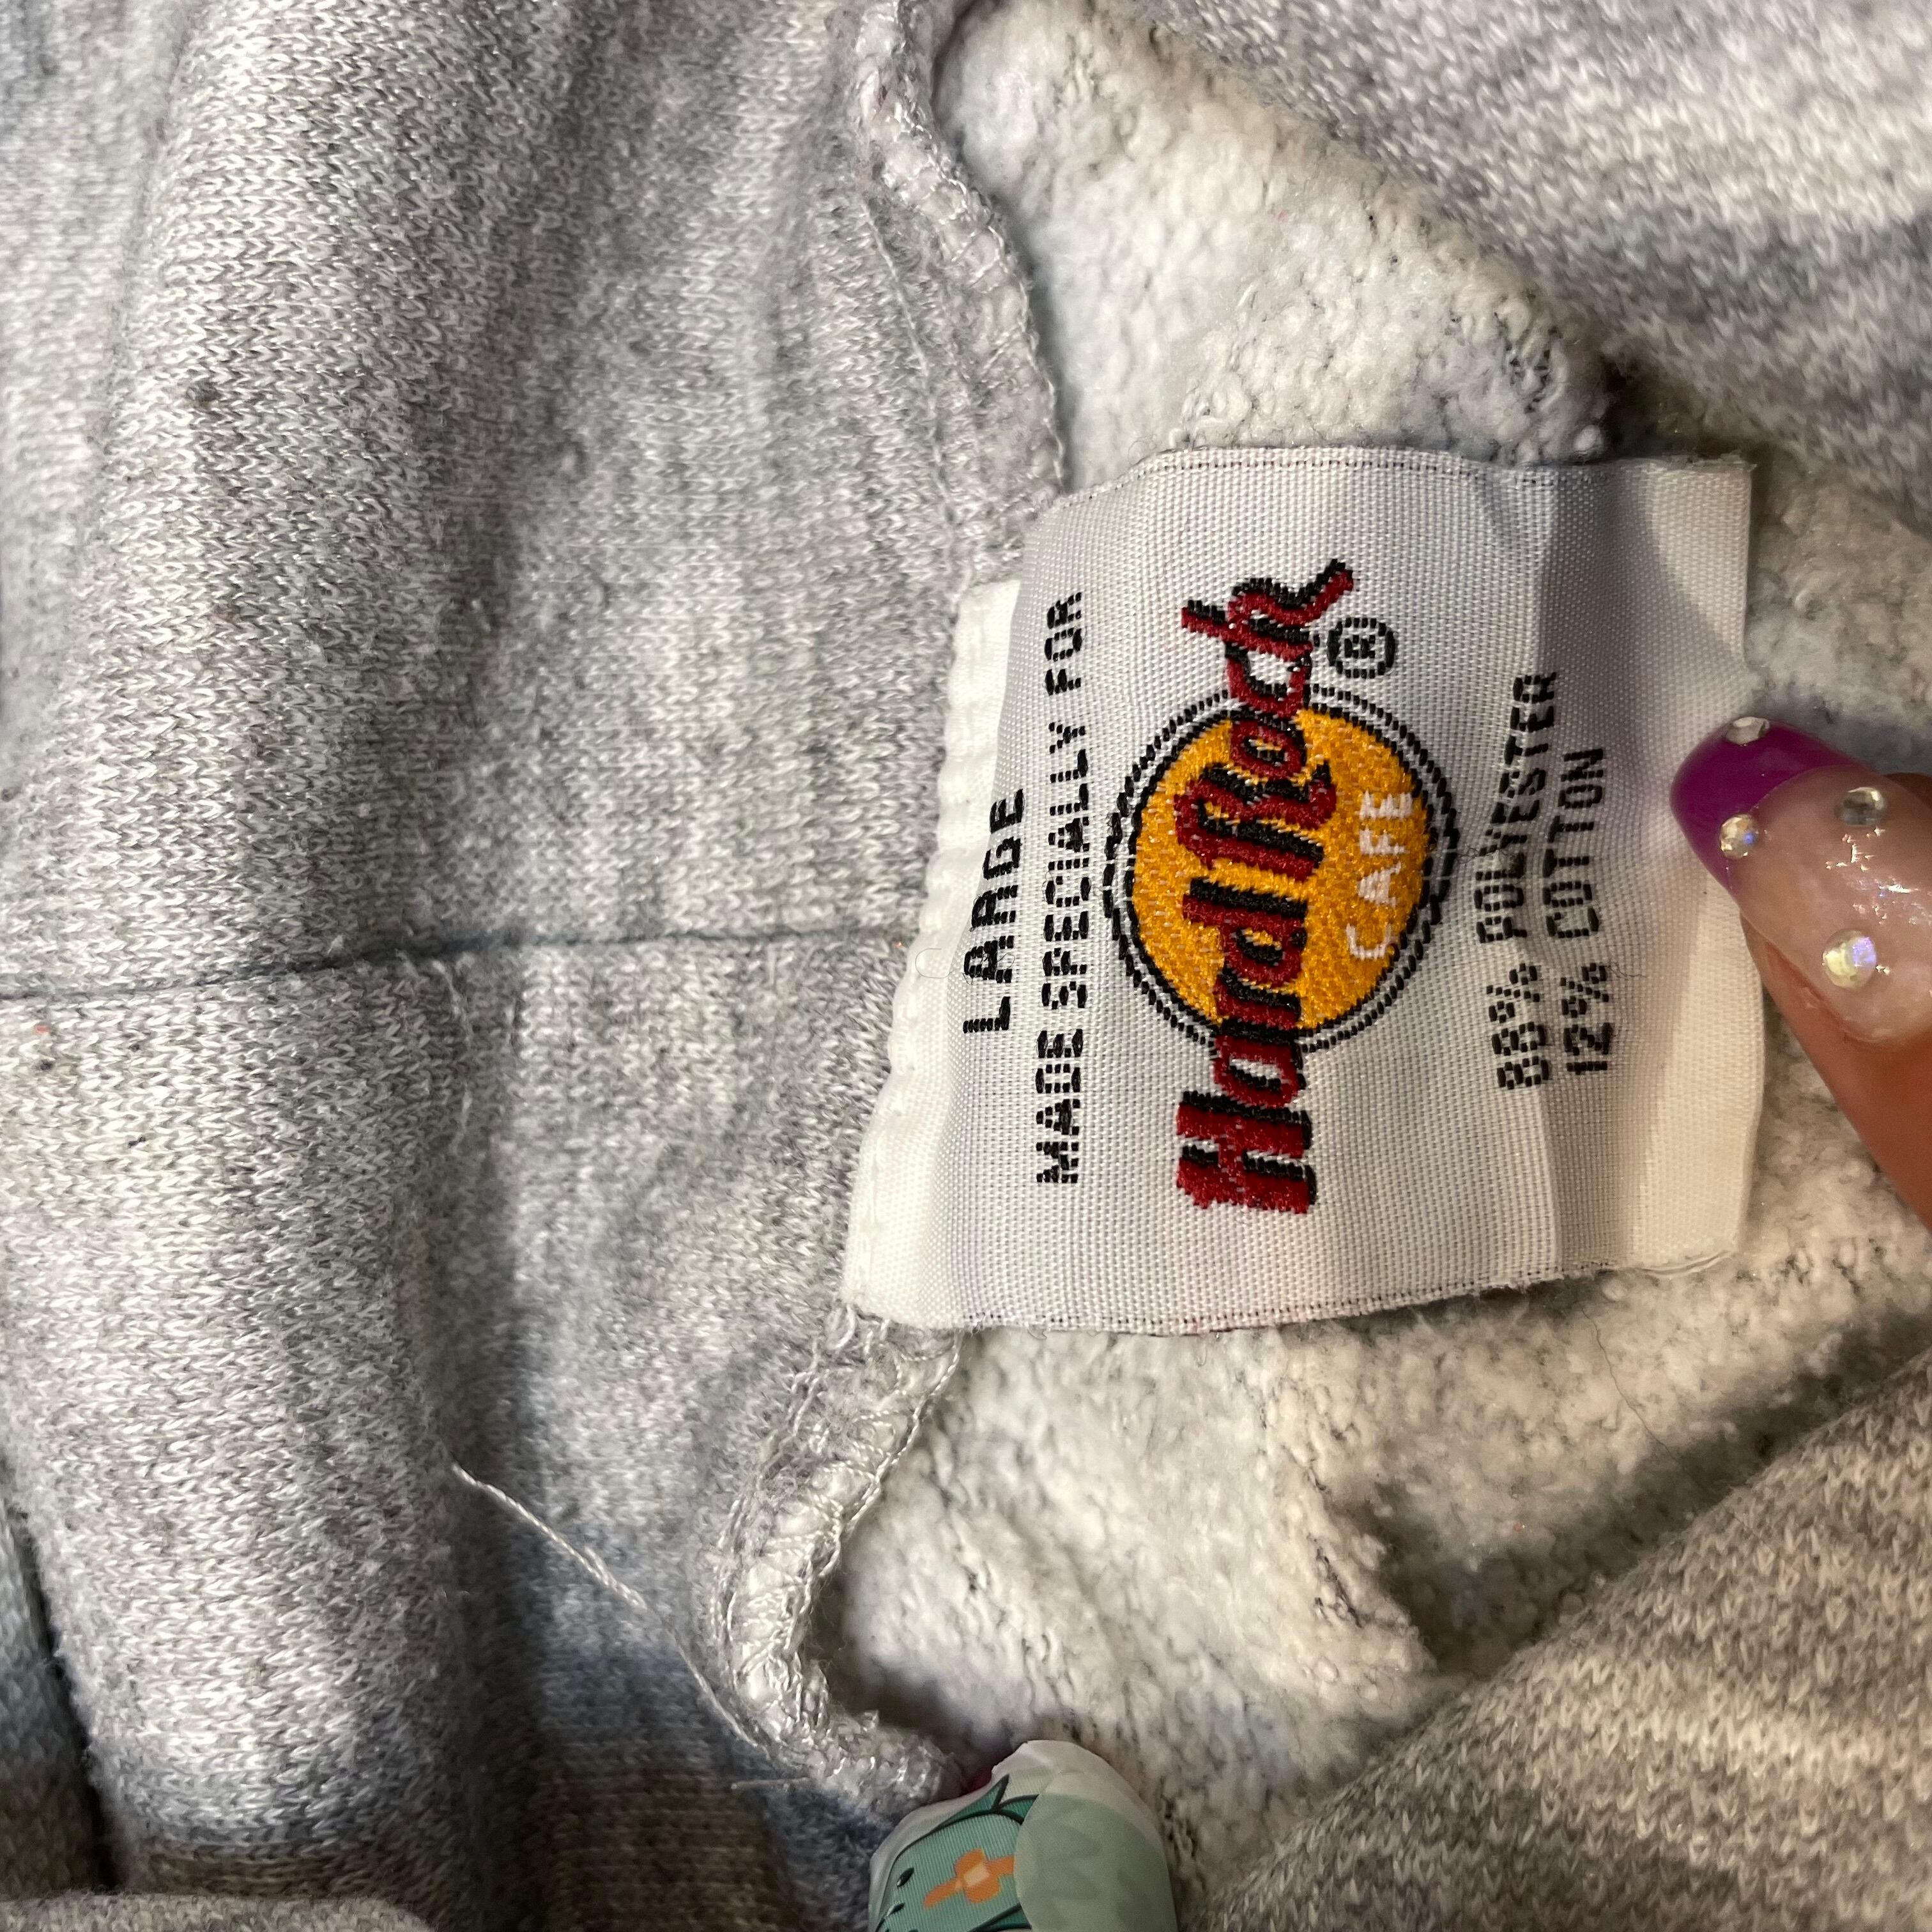 LARGE
MADE SPECIALLY FOR
Hard Rock ®
CAFE
88% POLYESTER
12% COTTON